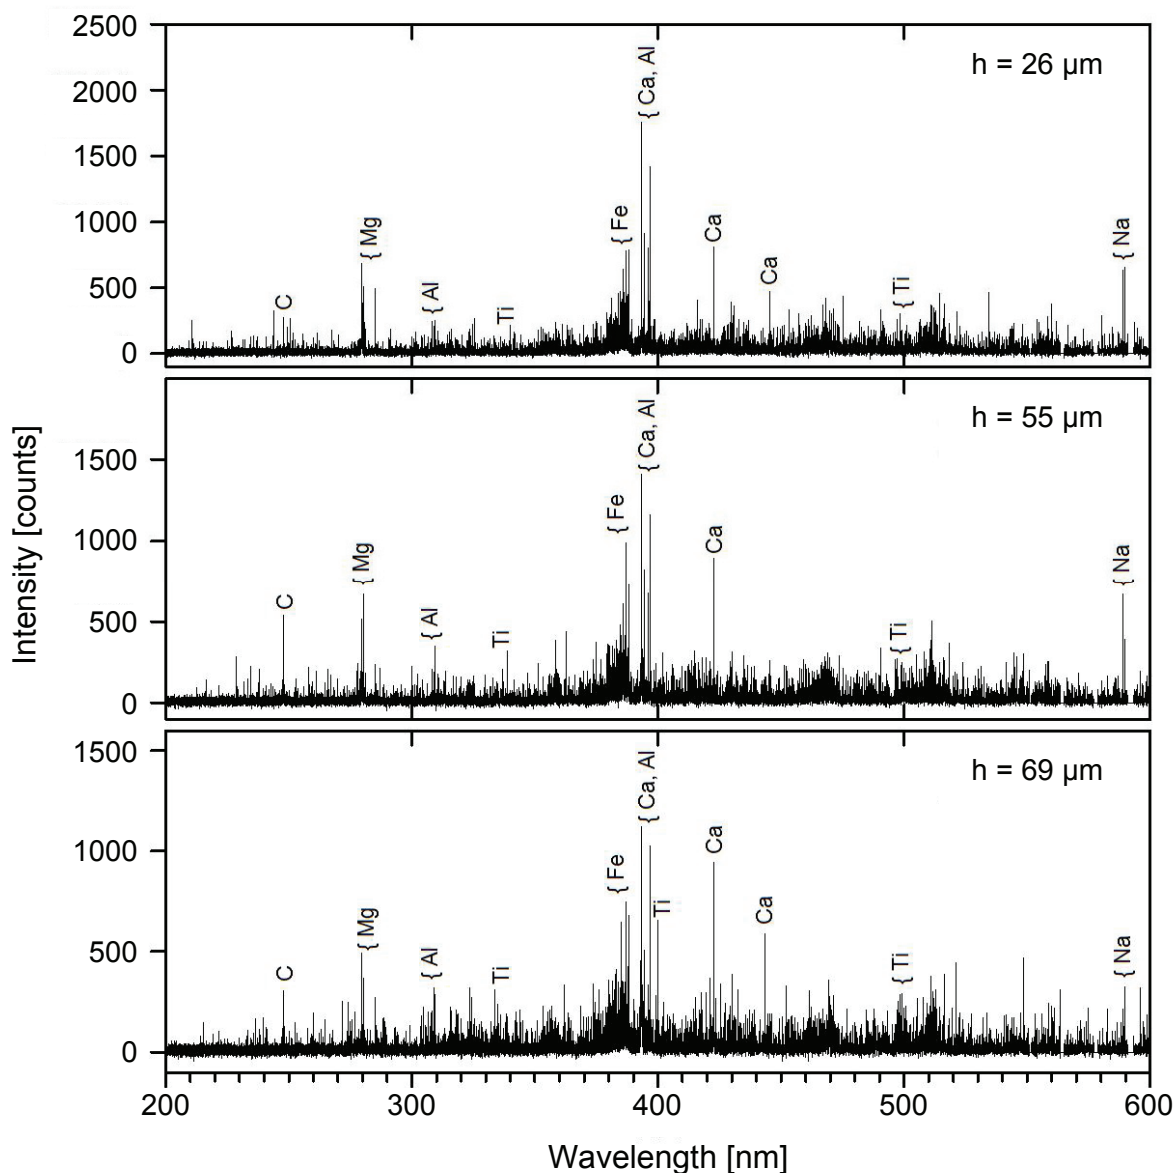 2500
2000
1500
1000
500
0
h = 26 µm
C
{ Mg
{ Al
Ti
{ Fe
{ Ca, Al
Ca
Ca
{ Ti
{ Na
1500
1000
500
0
h = 55 µm
C
{ Mg
{ Al
Ti
{ Fe
{ Ca, Al
Ca
{ Ti
{ Na
1500
1000
500
0
h = 69 µm
C
{ Mg
{ Al
Ti
{ Fe
{ Ca, Al
Ti
Ca
Ca
{ Ti
{ Na
200 300 400 500 600
Wavelength [nm]
Intensity [counts]